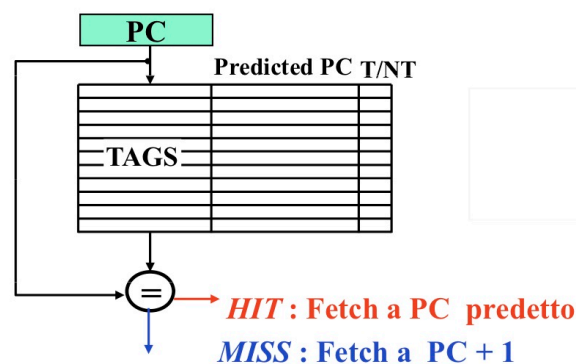 PC
Predicted PC T/NT
TAGS
=
HIT : Fetch a PC predetto
MISS : Fetch a PC + 1